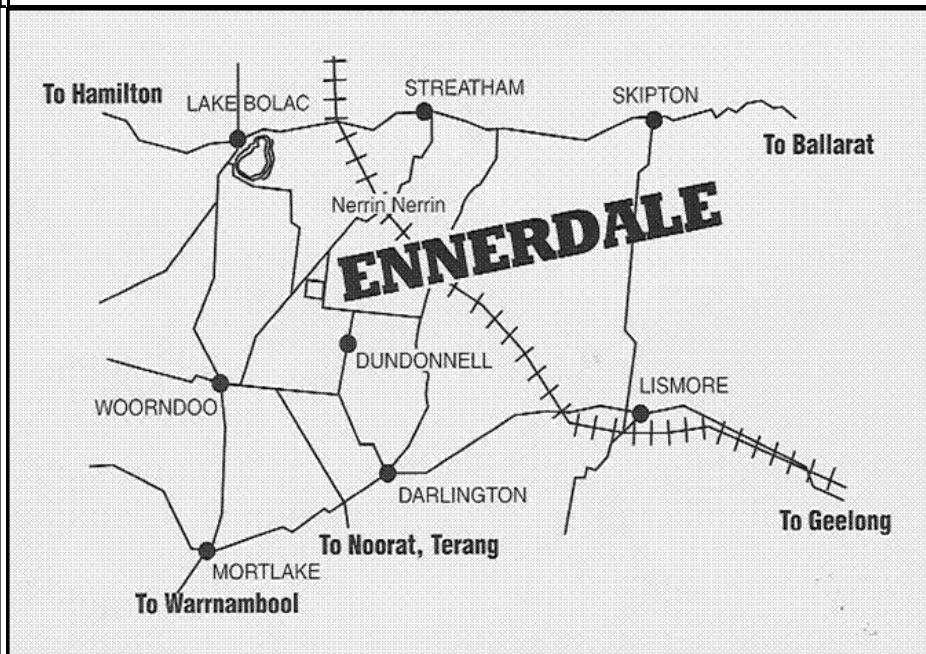 STREATHAM
To Hamilton
LAKE BOLAC
SKIPTON
To Ballarat
Nerrin Nerrin
ENNERDALE
DUNDONNELL
LISMORE
WOORNDOO
DARLINGTON
To Geelong
To Noorat, Terang
MORTLAKE
To Warrnambool